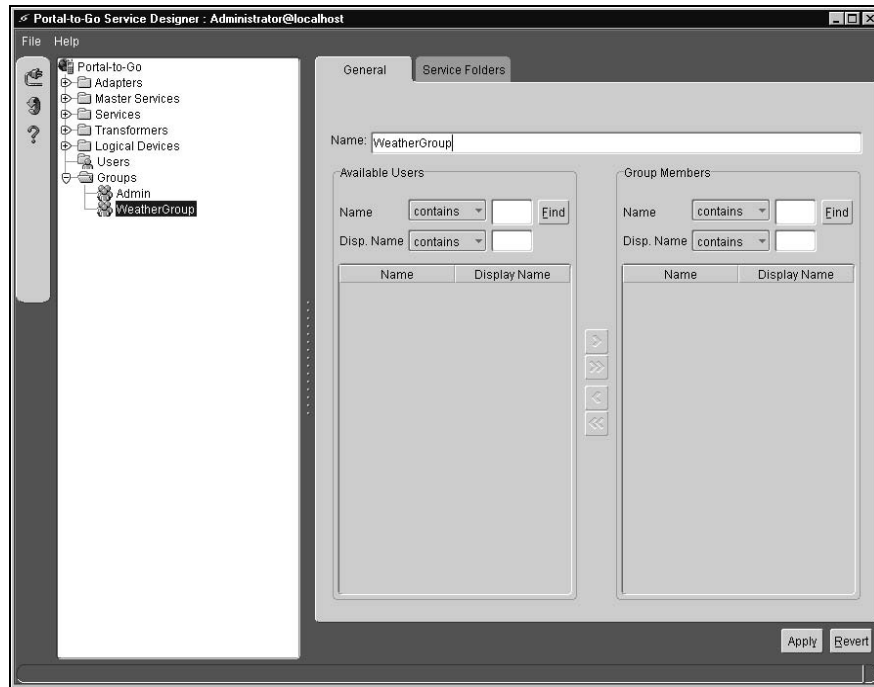 Portal-to-Go Service Designer : Administrator@localhost
File Help
Portal-to-Go
Adapters
Master Services
Services
Transformers
Logical Devices
Users
Groups
Admin
WeatherGroup
General Service Folders
Name: WeatherGroup
Available Users
Name contains Find
Disp. Name contains
Name Display Name
> 
>>
<
<<
Group Members
Name contains Find
Disp. Name contains
Name Display Name
Apply Revert